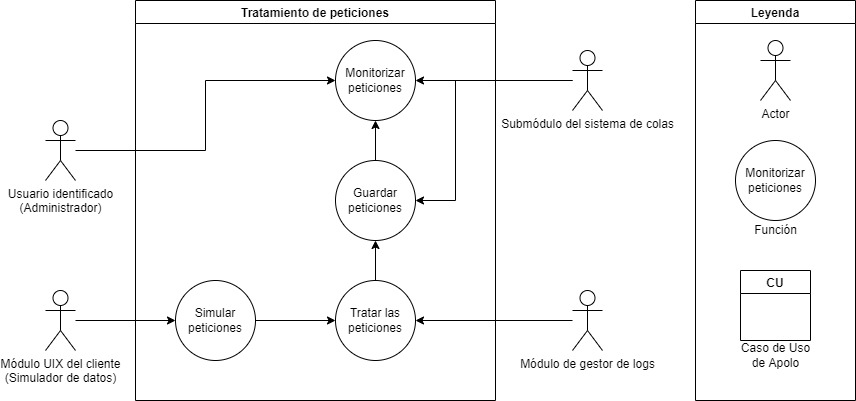 Tratamiento de peticiones
Monitorizar
peticiones
Submódulo del sistema de colas
Usuario identificado
(Administrador)
Guardar
peticiones
Simular
peticiones
Tratar las
peticiones
Módulo UIX del cliente
(Simulador de datos)
Módulo de gestor de logs
Leyenda
Actor
Monitorizar
peticiones
Función
CU
Caso de Uso
de Apolo